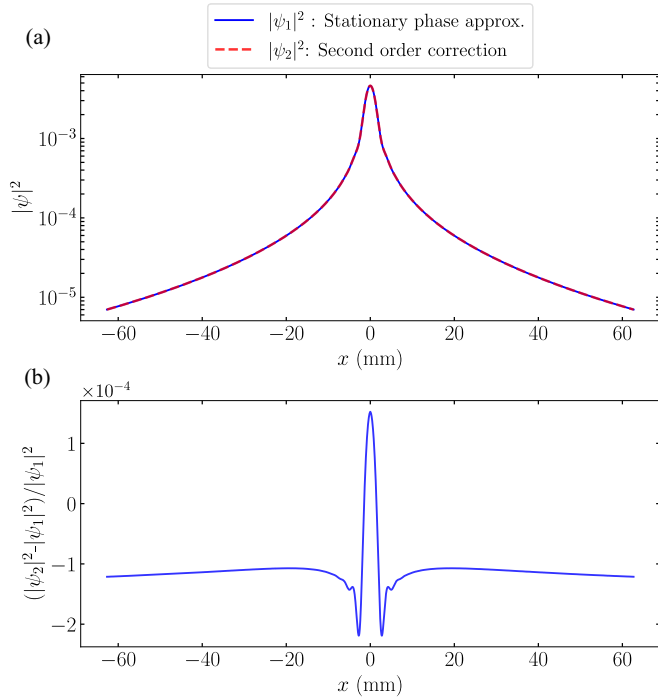 (a)
|ψ₁|² : Stationary phase approx.
|ψ₂|²: Second order correction
|ψ|²
10⁻³
10⁻⁴
10⁻⁵
−60 −40 −20 0 20 40 60
x (mm)
(b)
×10⁻⁴
(|ψ₂|²-|ψ₁|²)/|ψ₁|²
1
0
−1
−2
−60 −40 −20 0 20 40 60
x (mm)